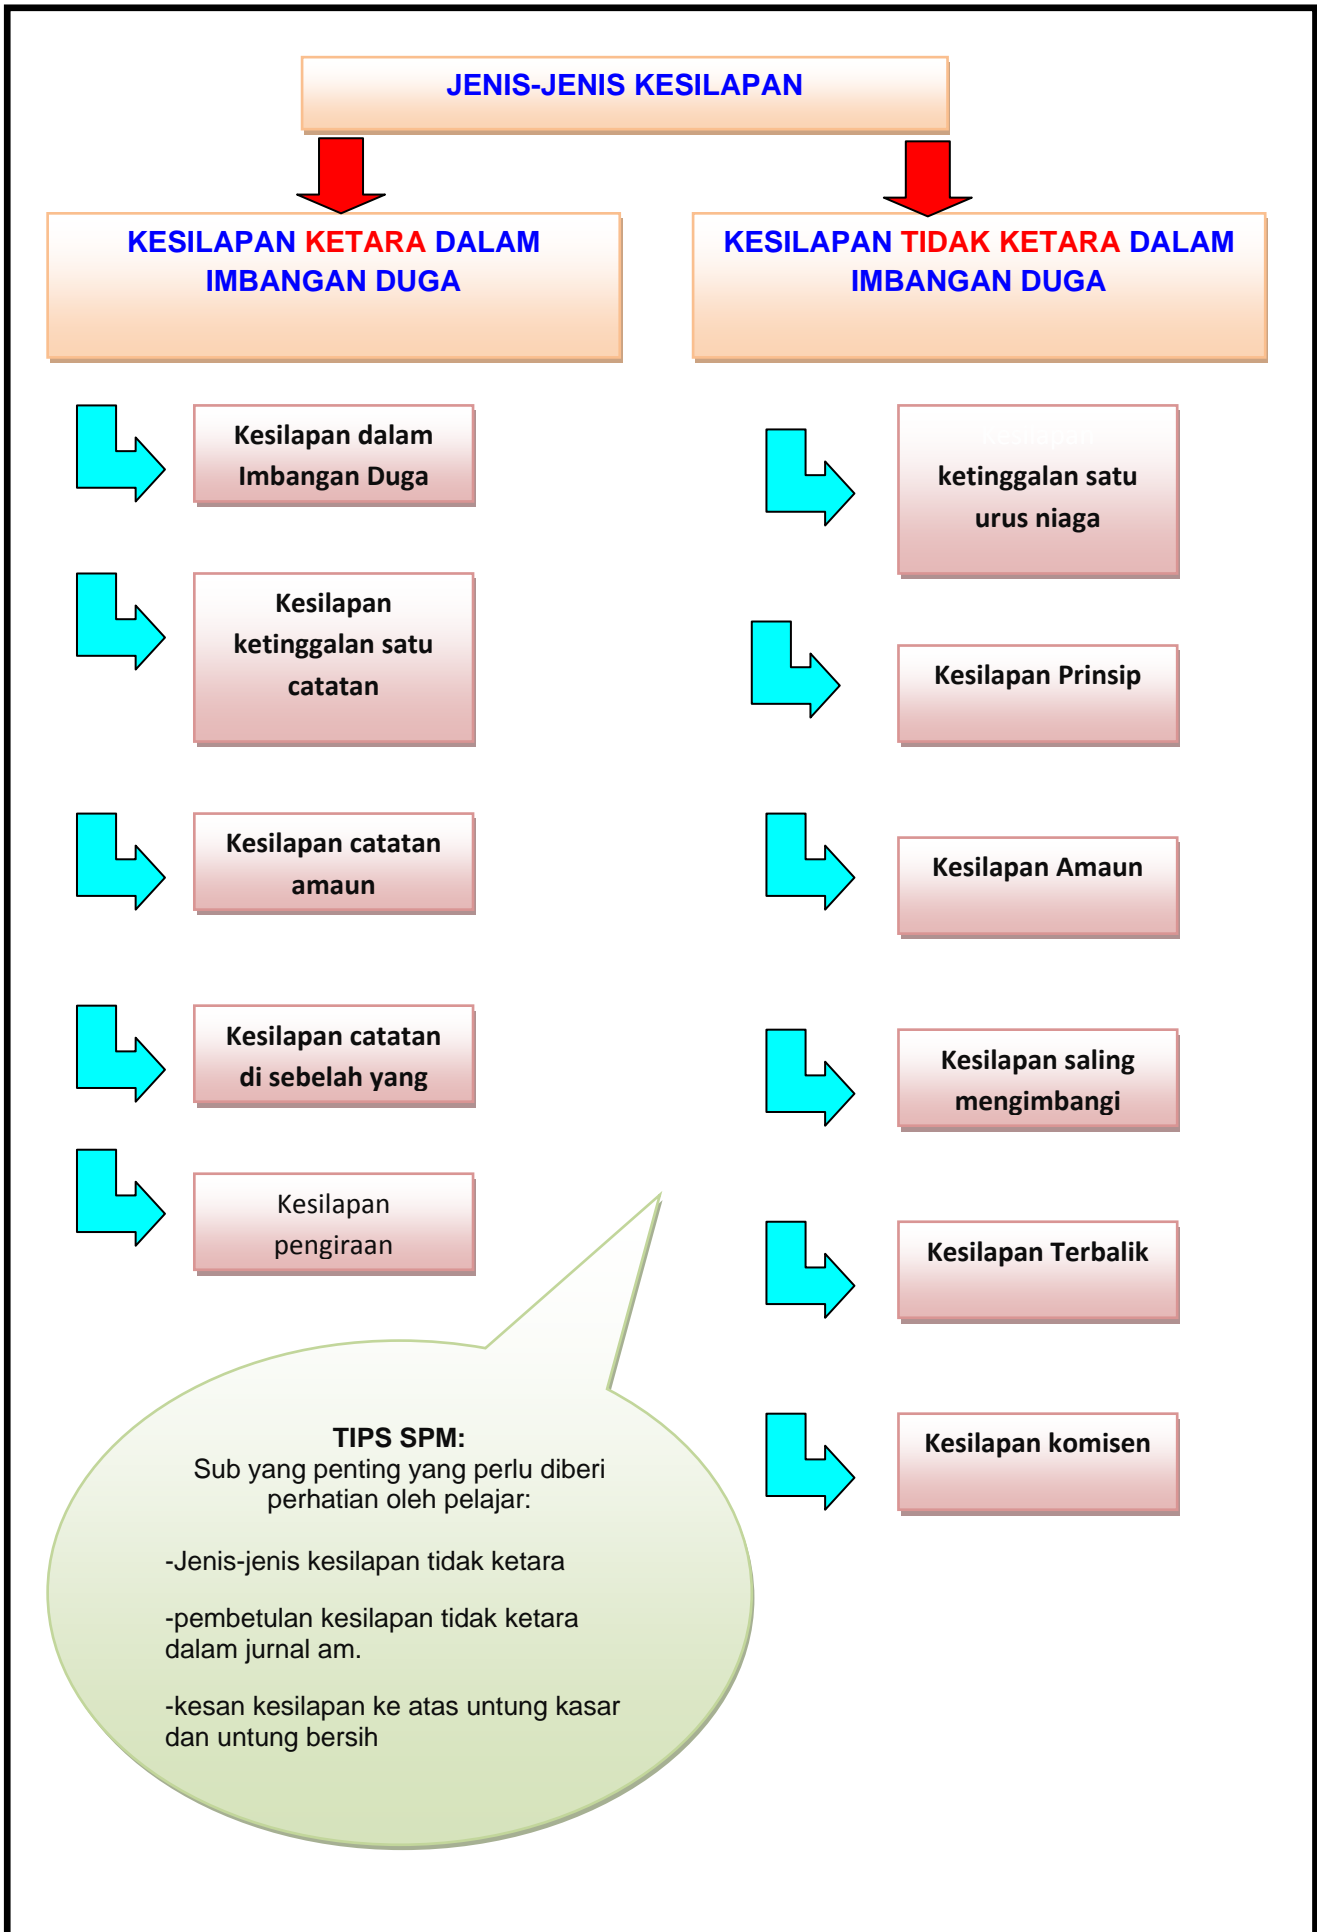 JENIS-JENIS KESILAPAN
KESILAPAN KETARA DALAM
IMBANGAN DUGA
Kesilapan dalam
Imbangan Duga
Kesilapan
ketinggalan satu
catatan
Kesilapan catatan
amaun
Kesilapan catatan
di sebelah yang
Kesilapan
pengiraan
KESILAPAN TIDAK KETARA DALAM
IMBANGAN DUGA
Kesilapan
ketinggalan satu
urus niaga
Kesilapan Prinsip
Kesilapan Amaun
Kesilapan saling
mengimbangi
Kesilapan Terbalik
Kesilapan komisen
TIPS SPM:
Sub yang penting yang perlu diberi
perhatian oleh pelajar:
-Jenis-jenis kesilapan tidak ketara
-pembetulan kesilapan tidak ketara
dalam jurnal am.
-kesan kesilapan ke atas untung kasar
dan untung bersih